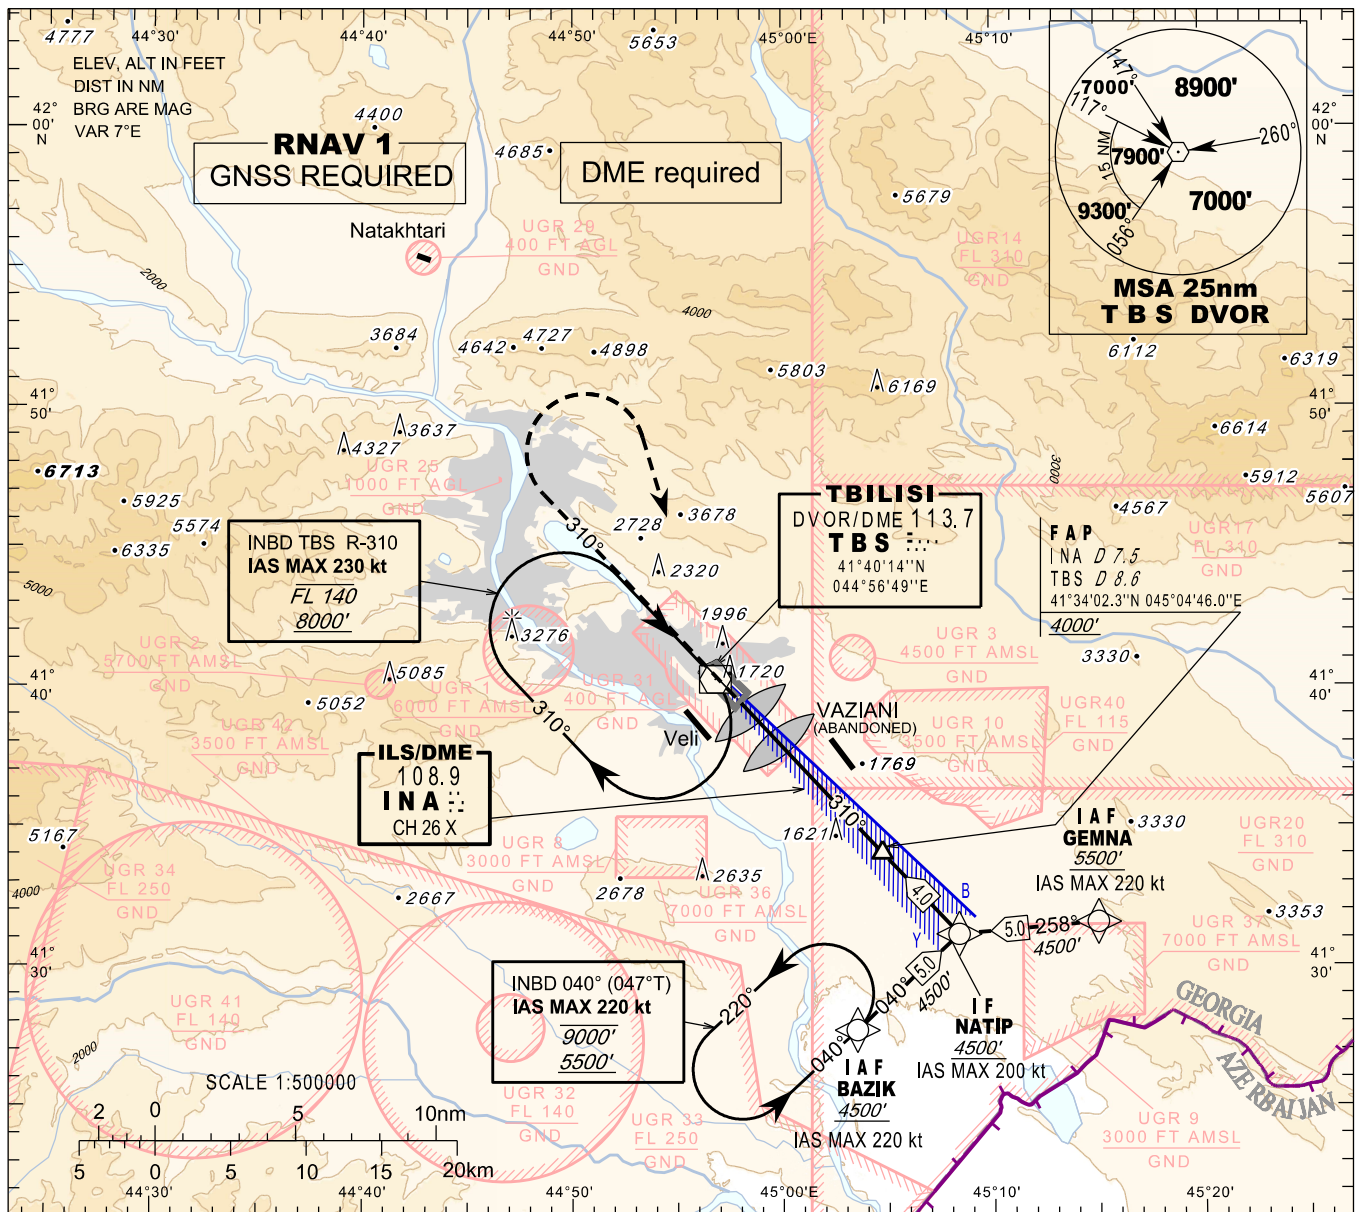 44°30'
44°40'
44°50'
45°00'E
45°10'
4777
5653
ELEV, ALT IN FEET
DIST IN NM
BRG ARE MAG
VAR 7°E
42°
00'
N
4400
RNAV 1
GNSS REQUIRED
4685
DME required
5679
147°
7000'
8900'
117°
260°
7900'
15 NM
7000'
9300'
056°
MSA 25nm
TBS DVOR
42°
00'
N
Natakhtari
UGR 29
400 FT AGL
GND
UGR14
FL 310
GND
2000
4000
3684
4642
4727
4898
5803
6169
6112
6319
41°
50'
41°
50'
3637
4327
6614
6713
UGR 25
1000 FT AGL
GND
5925
5574
6335
3000
5912
5607
4567
UGR17
FL 310
GND
INBD TBS R-310
IAS MAX 230 kt
FL 140
8000'
310°
2728
3678
2320
TBILISI
DVOR/DME 113.7
TBS
41°40'14''N
044°56'49''E
FAP
INA D 7.5
TBS D 8.6
41°34'02.3''N 045°04'46.0''E
4000'
5000
UGR 2
5700 FT AMSL
GND
3276
1996
1720
UGR 3
4500 FT AMSL
GND
3330
41°
40'
41°
40'
5085
5052
UGR 1
6000 FT AMSL
GND
UGR 31
400 FT AGL
GND
UGR 42
3500 FT AMSL
GND
310°
Veli
VAZIANI
(ABANDONED)
1769
UGR 10
3500 FT AMSL
GND
UGR40
FL 115
GND
ILS/DME
108.9
INA
CH 26 X
310°
1621
IAF
GEMNA
5500'
IAS MAX 220 kt
3330
UGR20
FL 310
GND
5167
UGR 34
FL 250
GND
4000
2667
UGR 8
3000 FT AMSL
GND
2678
2635
UGR 36
7000 FT AMSL
GND
4.0
B
Y
5.0
258°
4500'
UGR 37
7000 FT AMSL
GND
3353
41°
30'
41°
30'
UGR 41
FL 140
GND
INBD 040° (047°T)
IAS MAX 220 kt
9000'
5500'
220°
040°
5.0
4500'
040°
IF
NATIP
4500'
IAS MAX 200 kt
IAF
BAZIK
4500'
IAS MAX 220 kt
GEORGIA
AZERBAIJAN
2000
UGR 32
FL 140
GND
UGR 33
FL 250
GND
UGR 9
3000 FT AMSL
GND
SCALE 1:500000
2
0
5
10nm
5
0
5
10
15
20km
44°30'
44°40'
44°50'
45°00'E
45°10'
45°20'